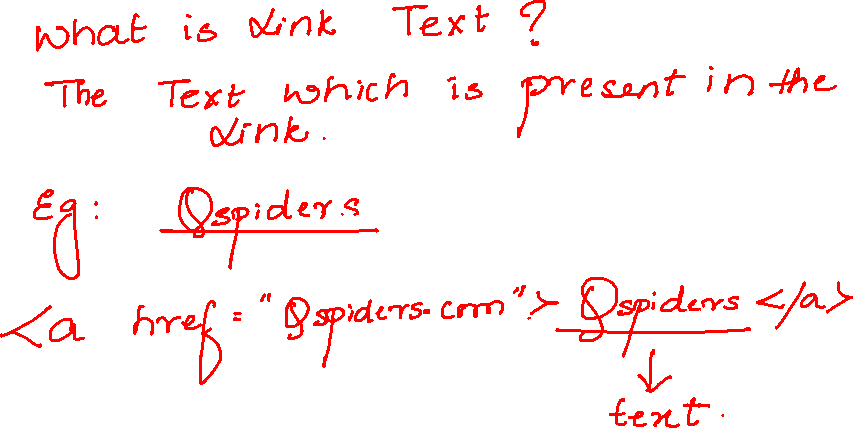 What is Link Text ?
The Text which is present in the
Link.
Eg: Qspiders
<a href = "Qspiders.com"> Qspiders </a>
text.